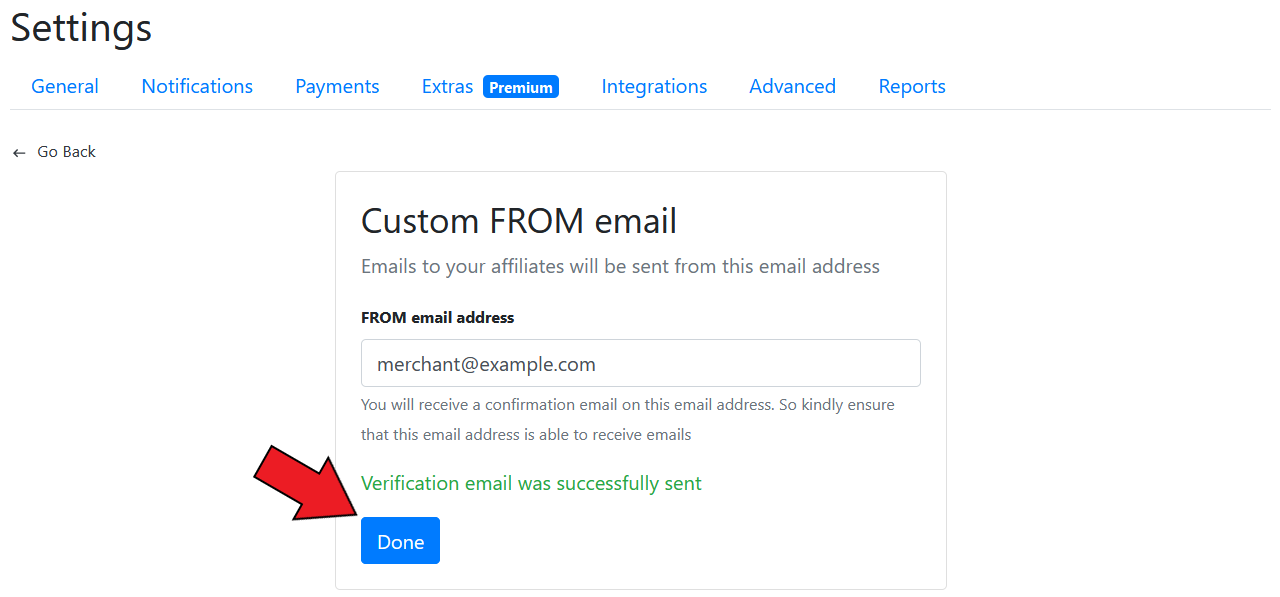 Settings
General Notifications Payments Extras Premium Integrations Advanced Reports
← Go Back
Custom FROM email
Emails to your affiliates will be sent from this email address
FROM email address
merchant@example.com
You will receive a confirmation email on this email address. So kindly ensure
that this email address is able to receive emails
Verification email was successfully sent
Done